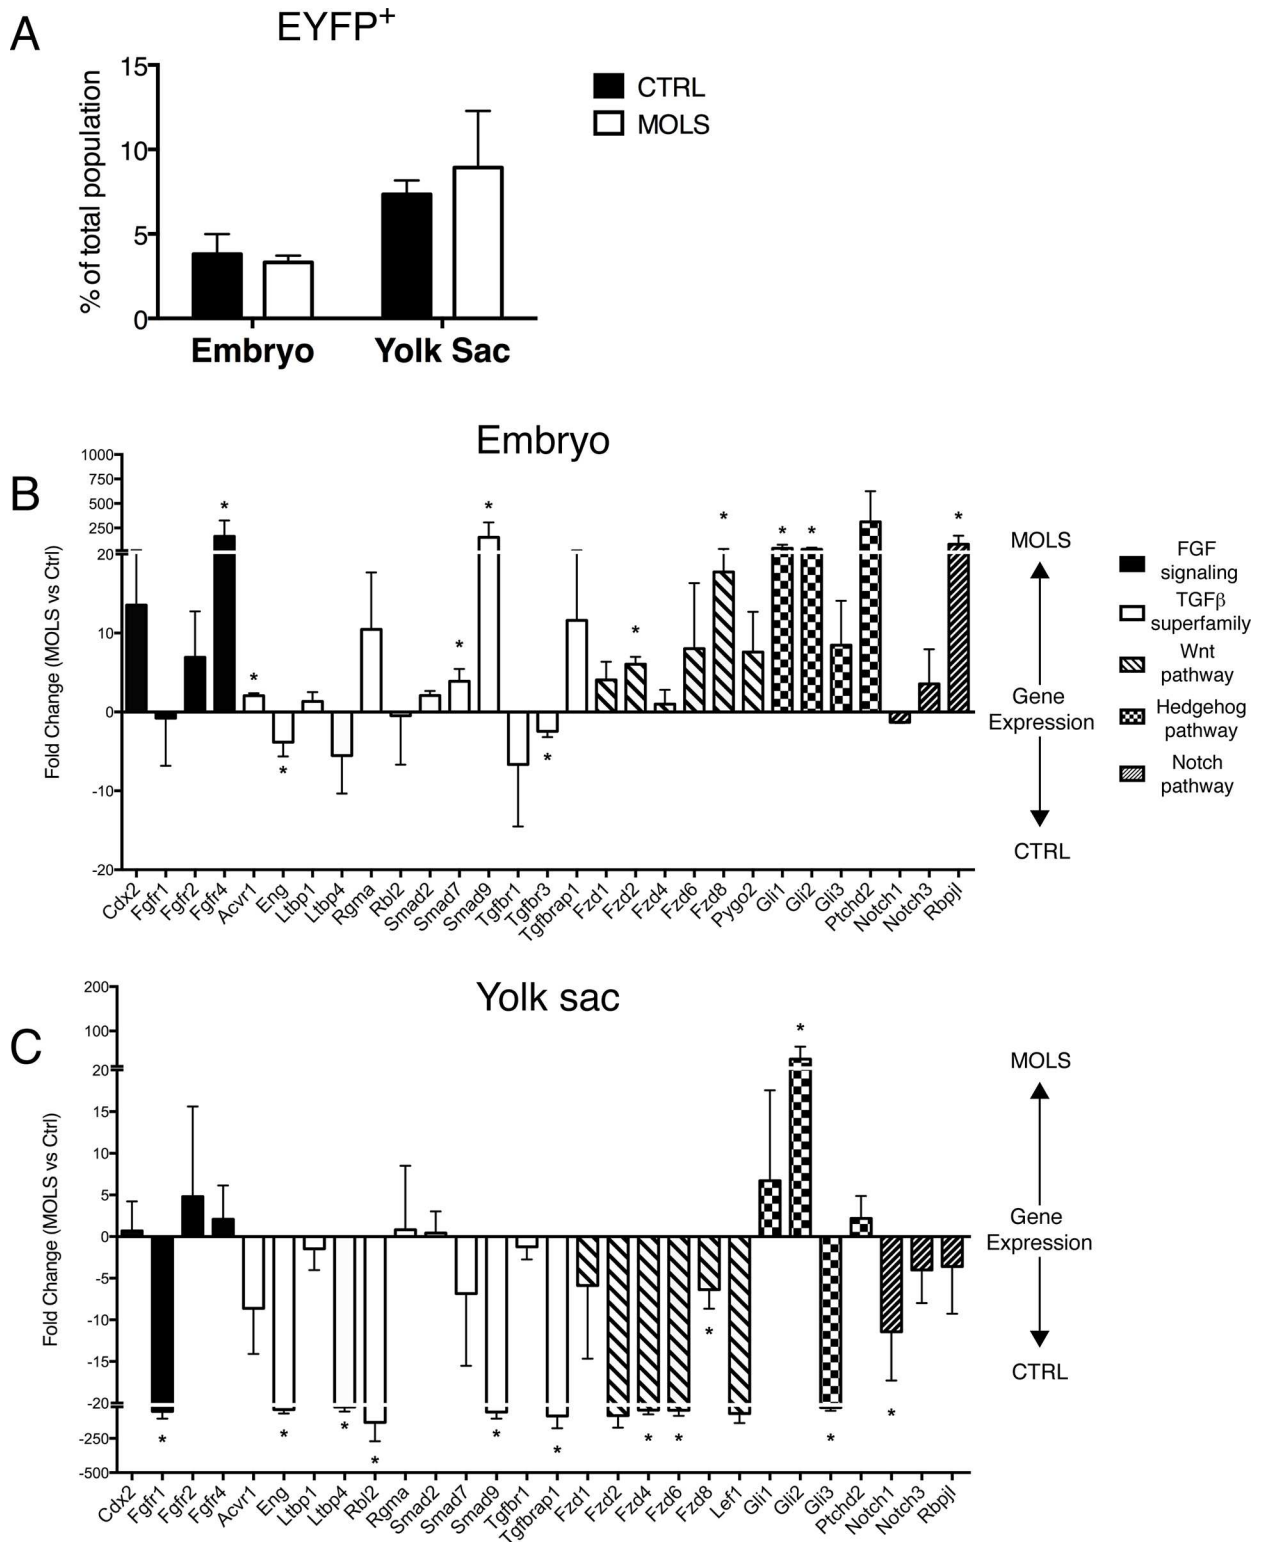 A
EYFP+
15
10
5
0
% of total population
CTRL
MOLS
Embryo
Yolk Sac
B
Embryo
1000
750
500
250
20
10
0
-10
-20
Fold Change (MOLS vs Ctrl)
* * * * * * * * * * * *
Cdx2 Fgfr1 Fgfr2 Fgfr4 Acvr1 Eng Ltbp1 Ltbp4 Rgma Rbl2 Smad2 Smad7 Smad9 Tgfbr1 Tgfbr3 Tgfbrap1 Fzd1 Fzd2 Fzd4 Fzd6 Fzd8 Pygo2 Gli1 Gli2 Gli3 Ptchd2 Notch1 Notch3 Rbpjl
MOLS
Gene
Expression
CTRL
FGF
signaling
TGFβ
superfamily
Wnt
pathway
Hedgehog
pathway
Notch
pathway
C
Yolk sac
200
100
20
15
10
5
0
-5
-10
-15
-20
-250
-500
Fold Change (MOLS vs Ctrl)
* * * * * * * * * * * *
Cdx2 Fgfr1 Fgfr2 Fgfr4 Acvr1 Eng Ltbp1 Ltbp4 Rbl2 Rgma Smad2 Smad7 Smad9 Tgfbr1 Tgfbrap1 Fzd1 Fzd2 Fzd4 Fzd6 Fzd8 Lef1 Gli1 Gli2 Gli3 Ptchd2 Notch1 Notch3 Rbpjl
MOLS
Gene
Expression
CTRL